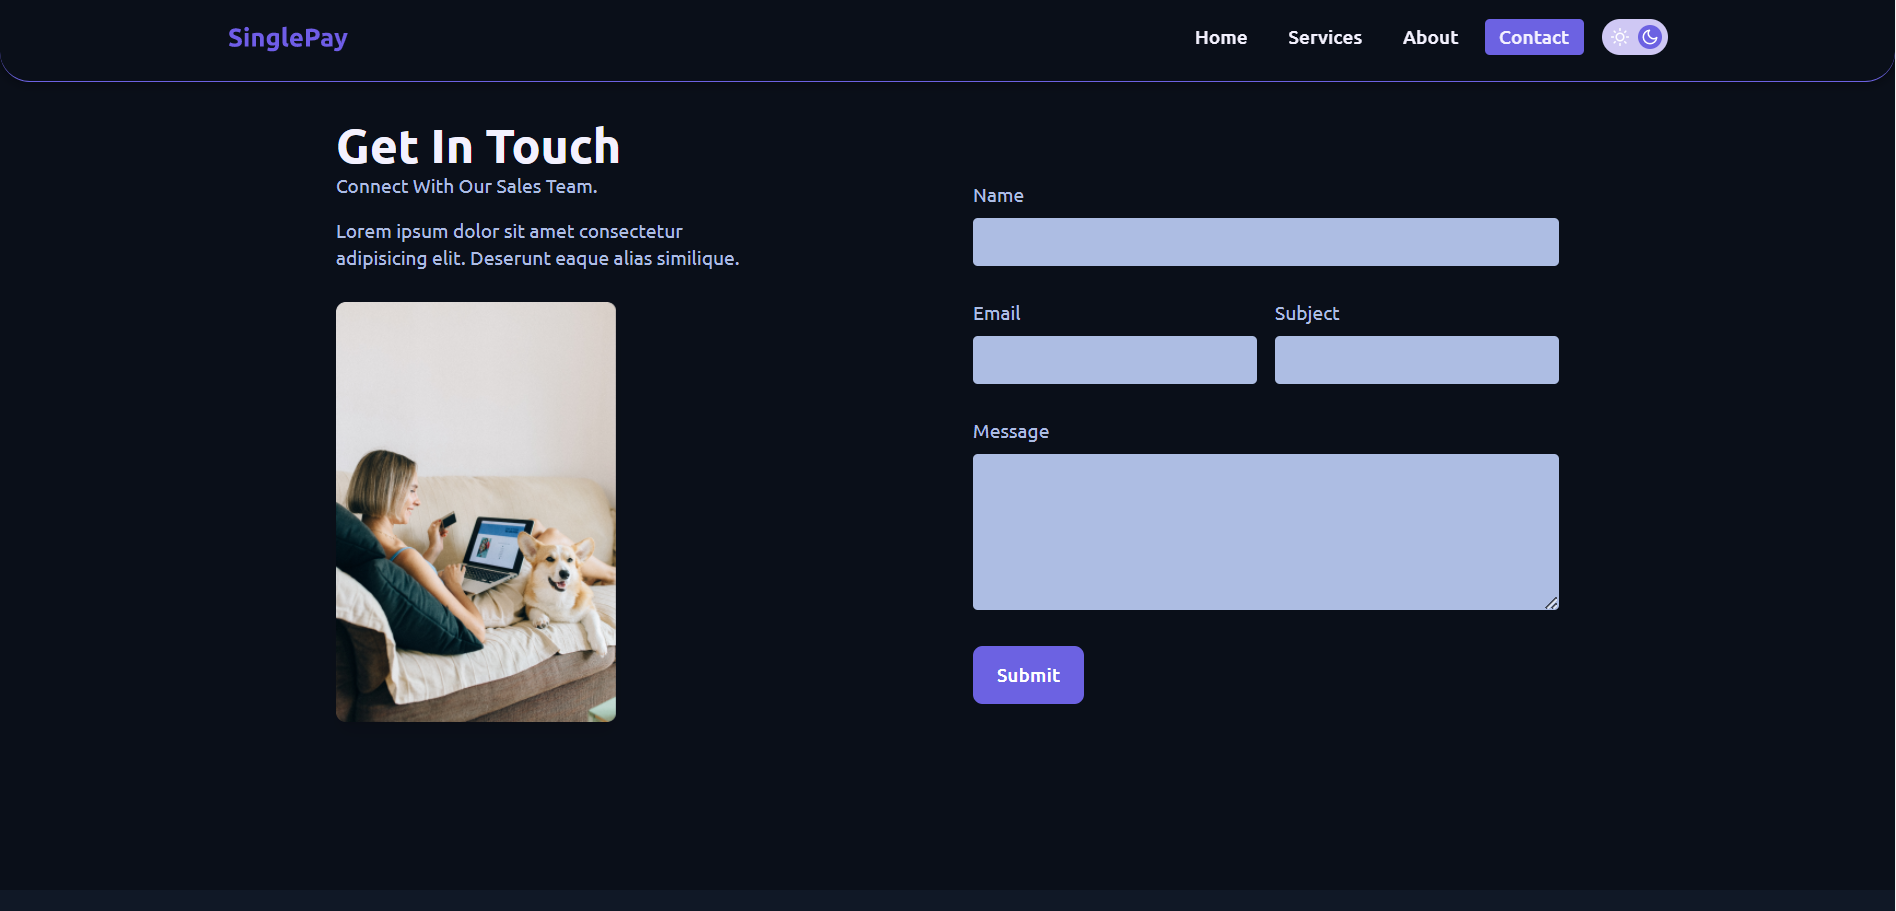 SinglePay
Home
Services
About
Contact
Get In Touch
Connect With Our Sales Team.
Lorem ipsum dolor sit amet consectetur
adipisicing elit. Deserunt eaque alias similique.
Name
Email
Subject
Message
Submit